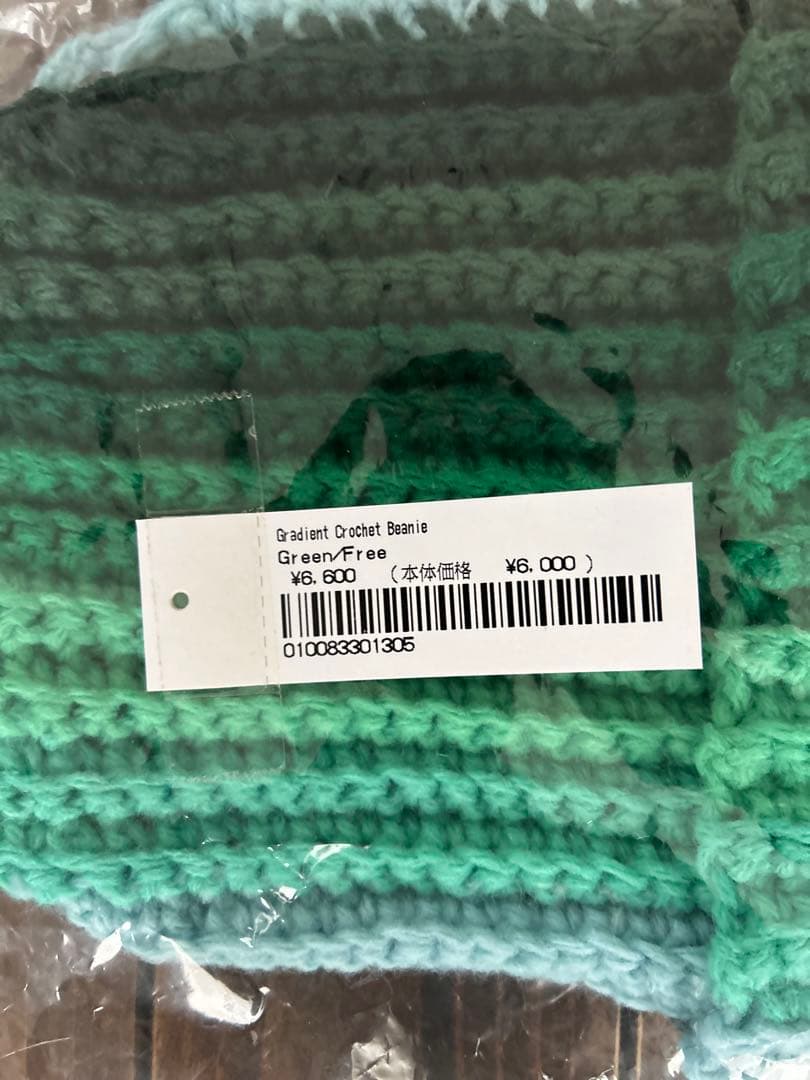 Gradient Crochet Beanie
Green/Free
¥6,600 (本体価格 ¥6,000 )
010083301305